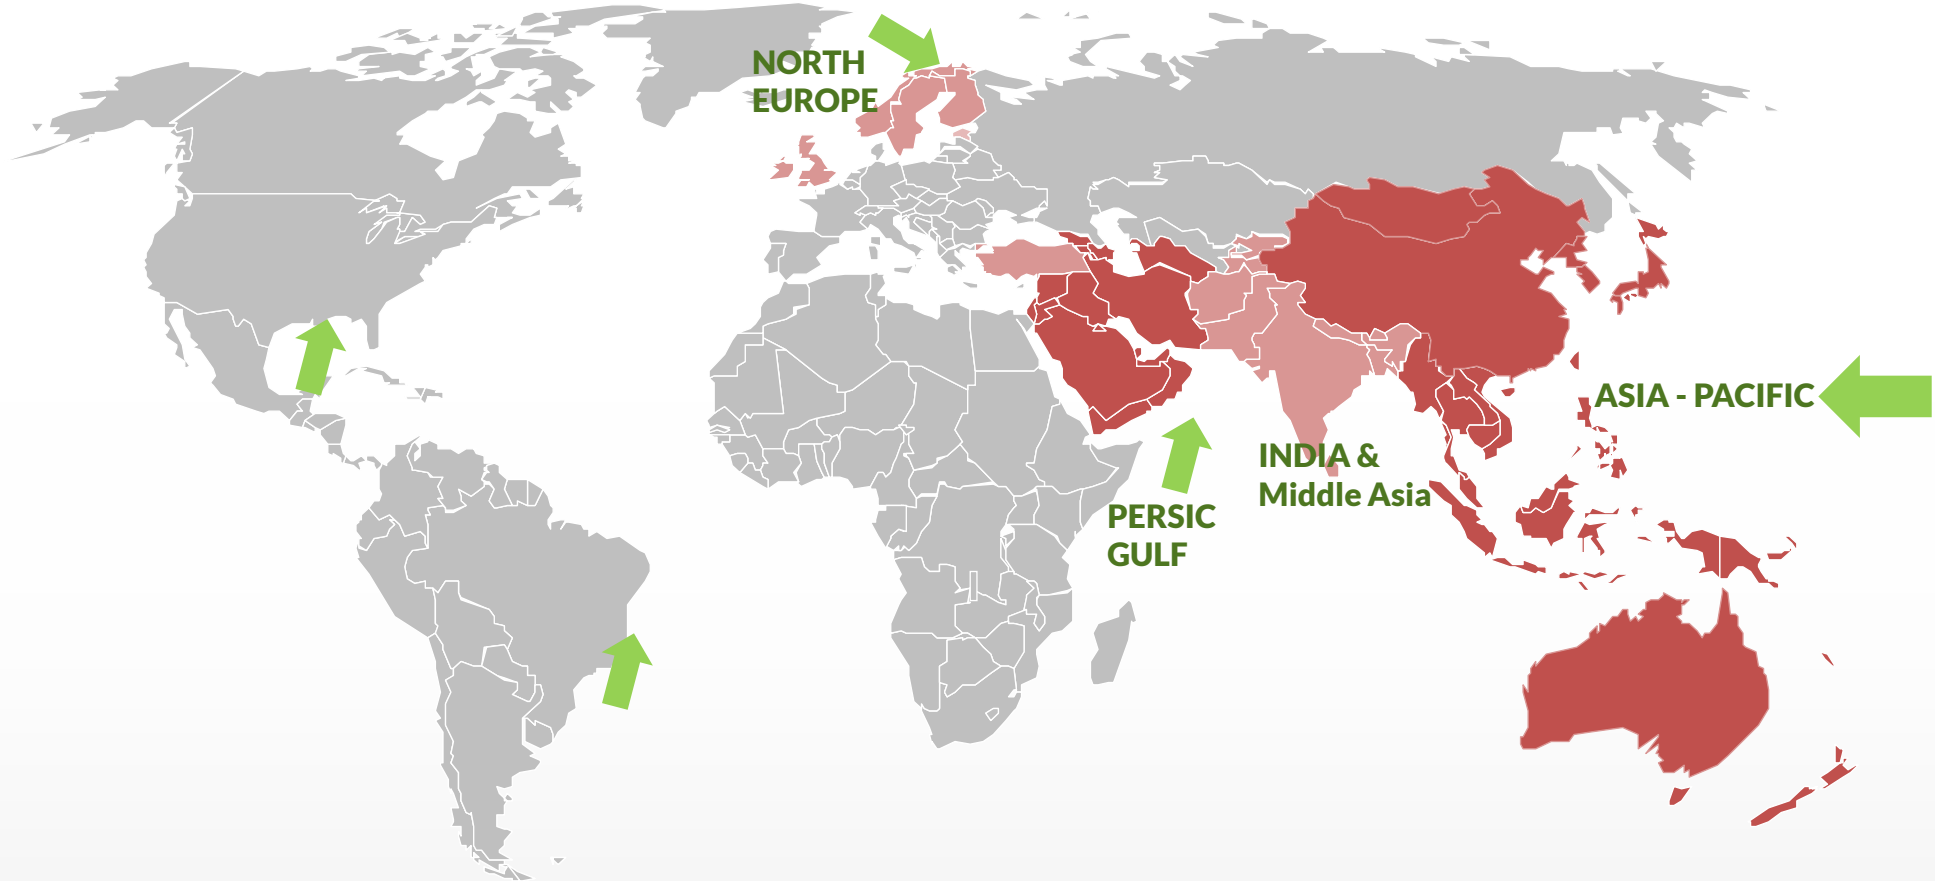 NORTH
EUROPE
ASIA - PACIFIC
INDIA &
Middle Asia
PERSIC
GULF